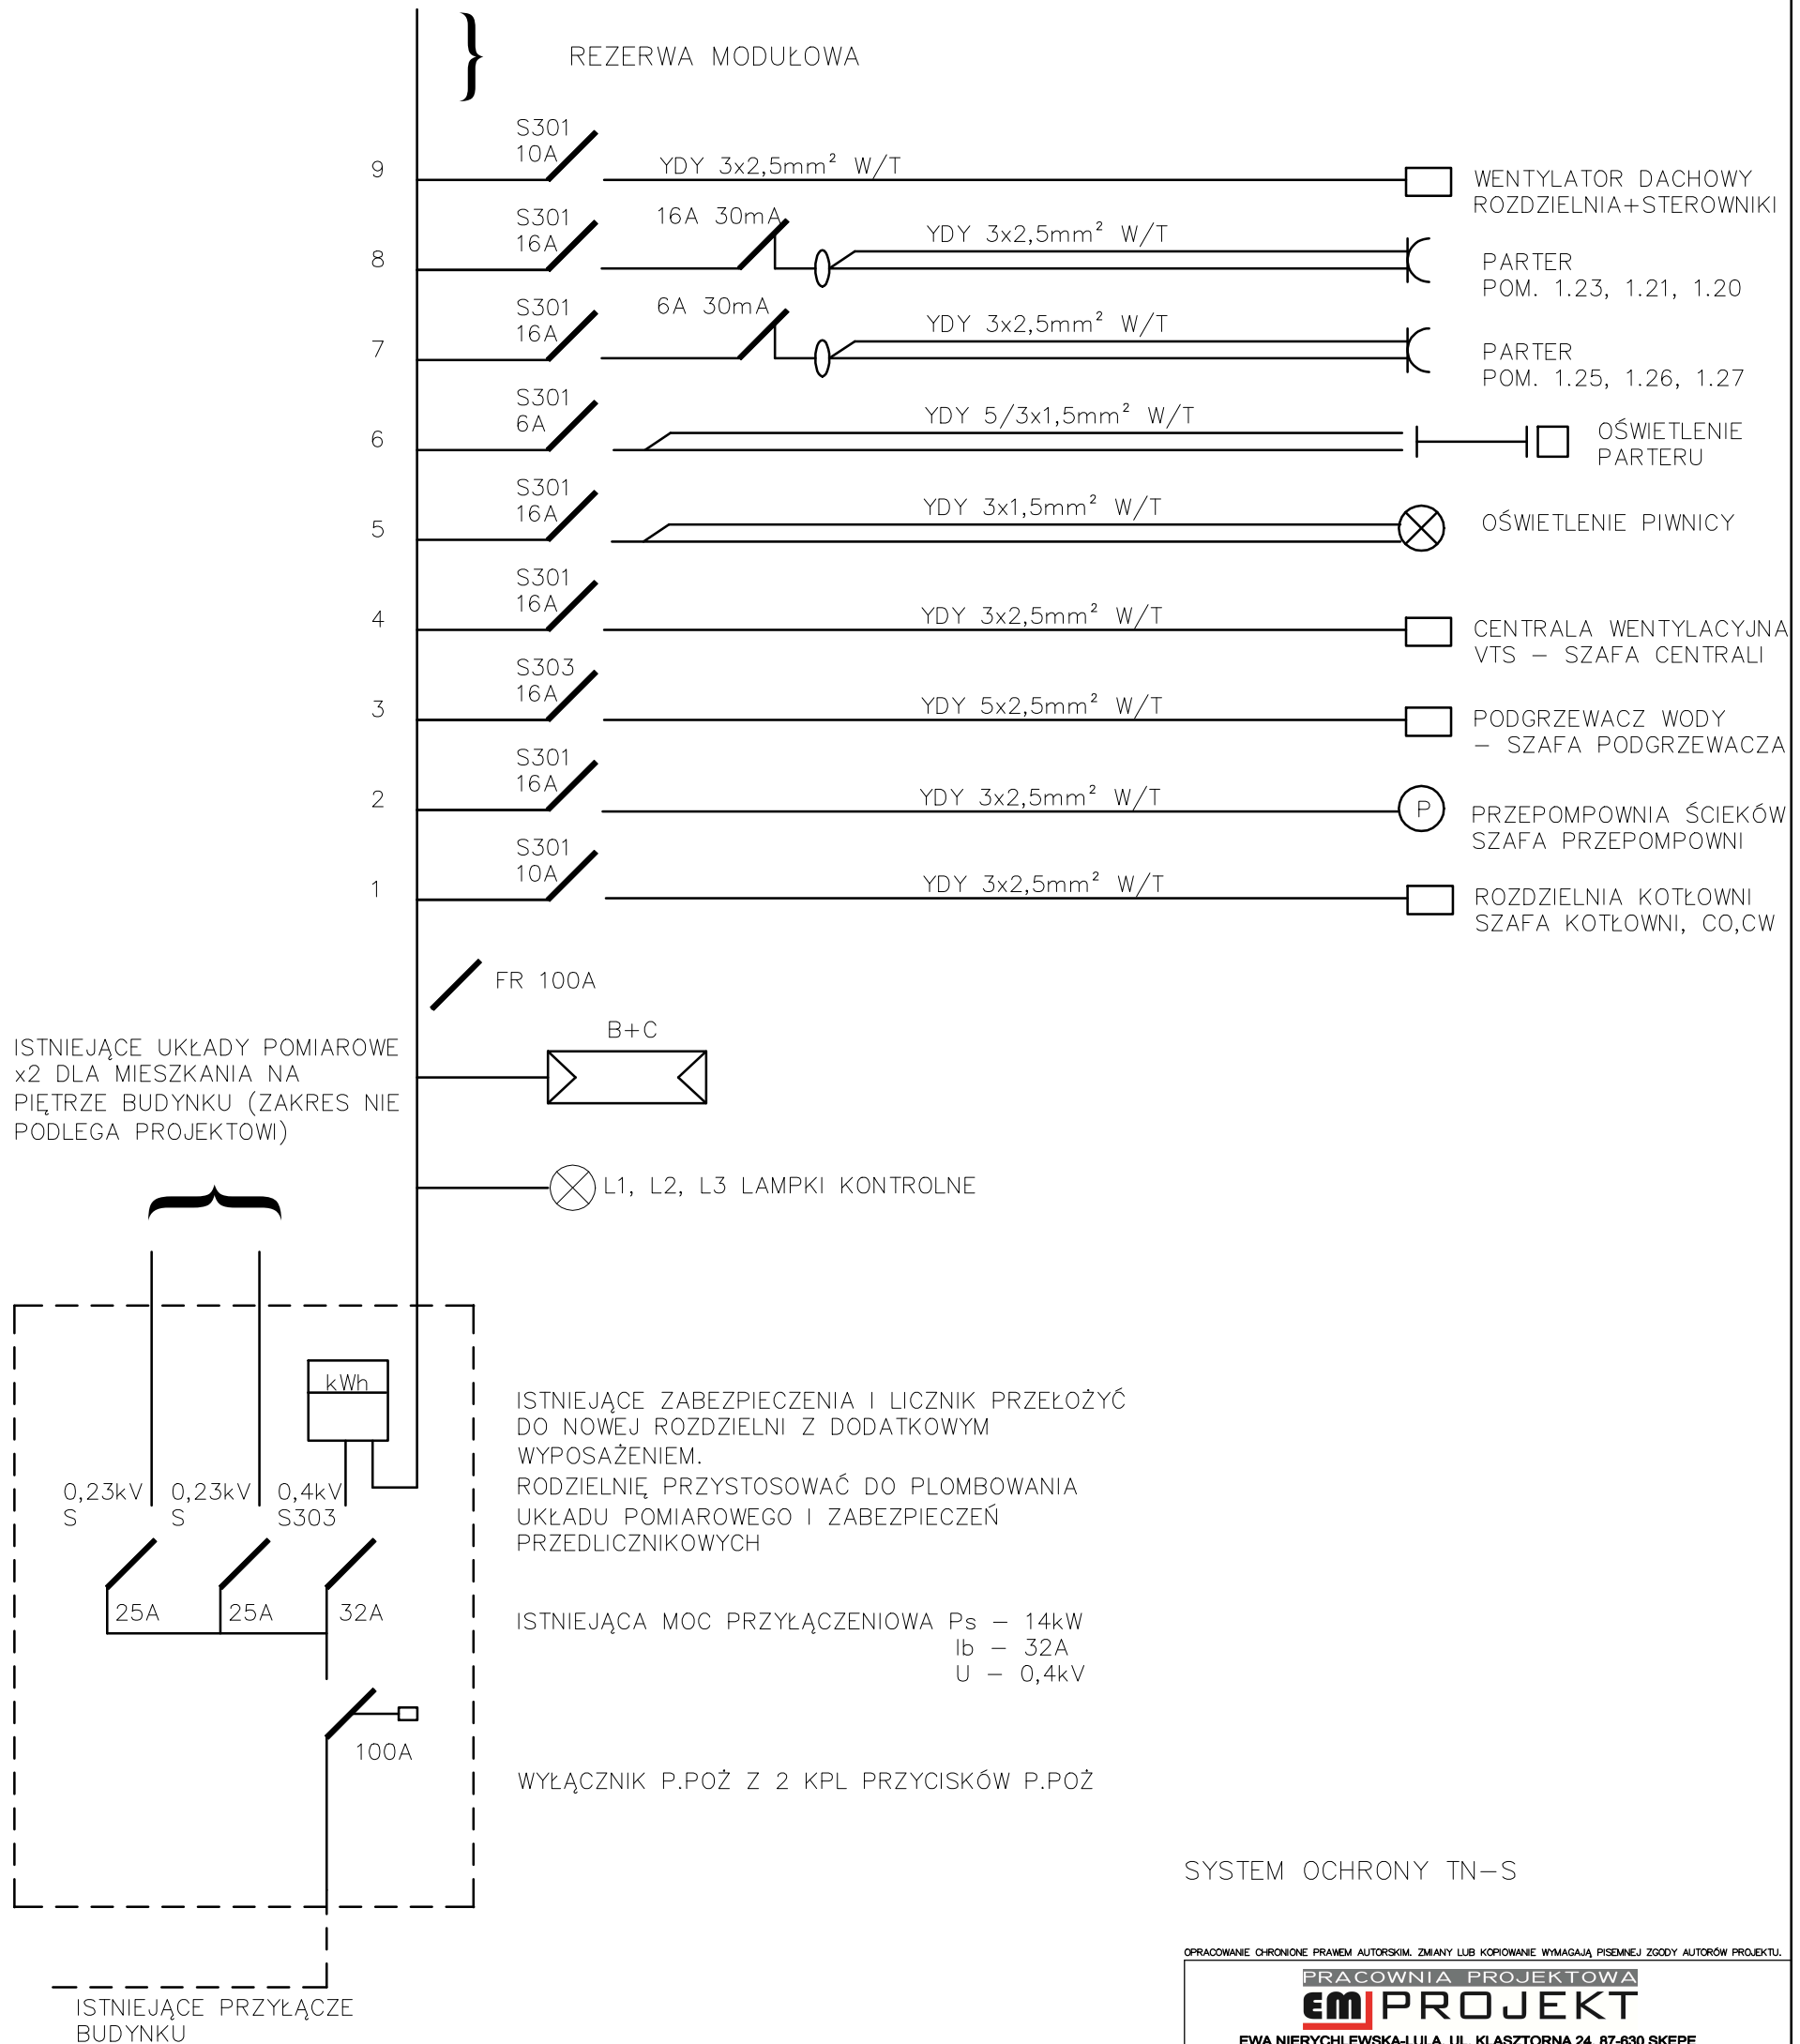 REZERWA MODUŁOWA
9
S301
10A
YDY 3x2,5mm² W/T
WENTYLATOR DACHOWY
ROZDZIELNIA+STEROWNIKI
8
S301
16A
16A 30mA
YDY 3x2,5mm² W/T
PARTER
POM. 1.23, 1.21, 1.20
7
S301
16A
6A 30mA
YDY 3x2,5mm² W/T
PARTER
POM. 1.25, 1.26, 1.27
6
S301
6A
YDY 5/3x1,5mm² W/T
OŚWIETLENIE
PARTERU
5
S301
16A
YDY 3x1,5mm² W/T
OŚWIETLENIE PIWNICY
4
S301
16A
YDY 3x2,5mm² W/T
CENTRALA WENTYLACYJNA
VTS – SZAFA CENTRALI
3
S303
16A
YDY 5x2,5mm² W/T
PODGRZEWACZ WODY
– SZAFA PODGRZEWACZA
2
S301
16A
YDY 3x2,5mm² W/T
P
PRZEPOMPOWNIA ŚCIEKÓW
SZAFA PRZEPOMPOWNI
1
S301
10A
YDY 3x2,5mm² W/T
ROZDZIELNIA KOTŁOWNI
SZAFA KOTŁOWNI, CO,CW
FR 100A
B+C
ISTNIEJĄCE UKŁADY POMIAROWE
x2 DLA MIESZKANIA NA
PIĘTRZE BUDYNKU (ZAKRES NIE
PODLEGA PROJEKTOWI)
L1, L2, L3 LAMPKI KONTROLNE
kWh
ISTNIEJĄCE ZABEZPIECZENIA I LICZNIK PRZEŁOŻYĆ
DO NOWEJ ROZDZIELNI Z DODATKOWYM
WYPOSAŻENIEM.
RODZIELNIĘ PRZYSTOSOWAĆ DO PLOMBOWANIA
UKŁADU POMIAROWEGO I ZABEZPIECZEŃ
PRZEDLICZNIKOWYCH
0,23kV
S
0,23kV
S
0,4kV
S303
25A
25A
32A
ISTNIEJĄCA MOC PRZYŁĄCZENIOWA Ps – 14kW
Ib – 32A
U – 0,4kV
100A
WYŁĄCZNIK P.POŻ Z 2 KPL PRZYCISKÓW P.POŻ
SYSTEM OCHRONY TN–S
ISTNIEJĄCE PRZYŁĄCZE
BUDYNKU
OPRACOWANIE CHRONIONE PRAWEM AUTORSKIM. ZMIANY LUB KOPIOWANIE WYMAGAJĄ PISEMNEJ ZGODY AUTORÓW PROJEKTU.
PRACOWNIA PROJEKTOWA
EM PROJEKT
EWA NIERYCHLEWSKA-LULA, UL. KLASZTORNA 24, 87-630 SKĘPE